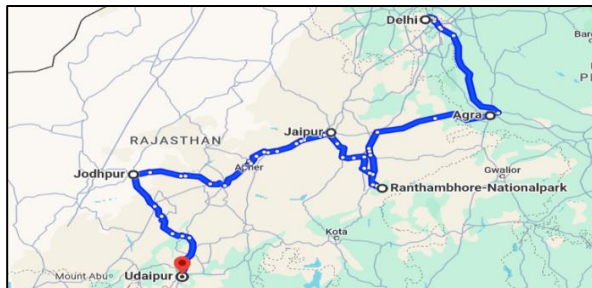 Delhi
Agra
Jaipur
RAJASTHAN
Ajmer
Gwalior
Jodhpur
Ranthambhore-Nationalpark
Kota
Mount Abu
Udaipur